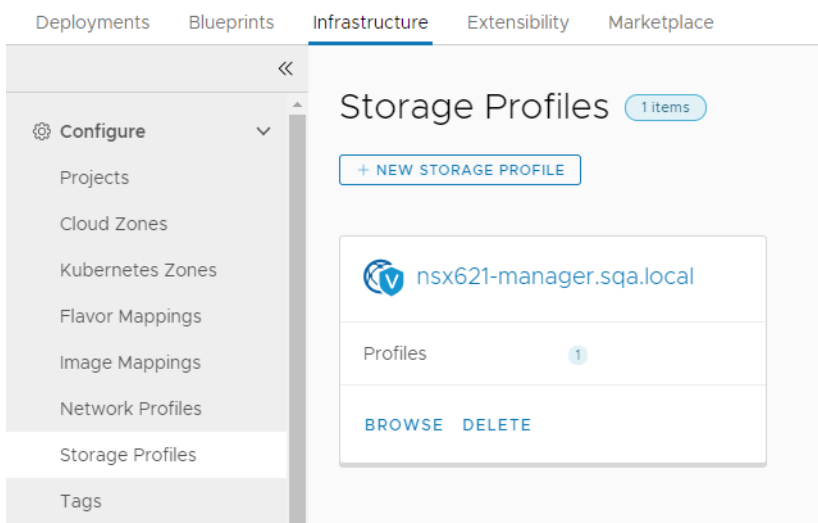 Deployments Blueprints Infrastructure Extensibility Marketplace
«
Configure
Projects
Cloud Zones
Kubernetes Zones
Flavor Mappings
Image Mappings
Network Profiles
Storage Profiles
Tags
Storage Profiles 1 items
+ NEW STORAGE PROFILE
V nsx621-manager.sqa.local
Profiles 1
BROWSE DELETE